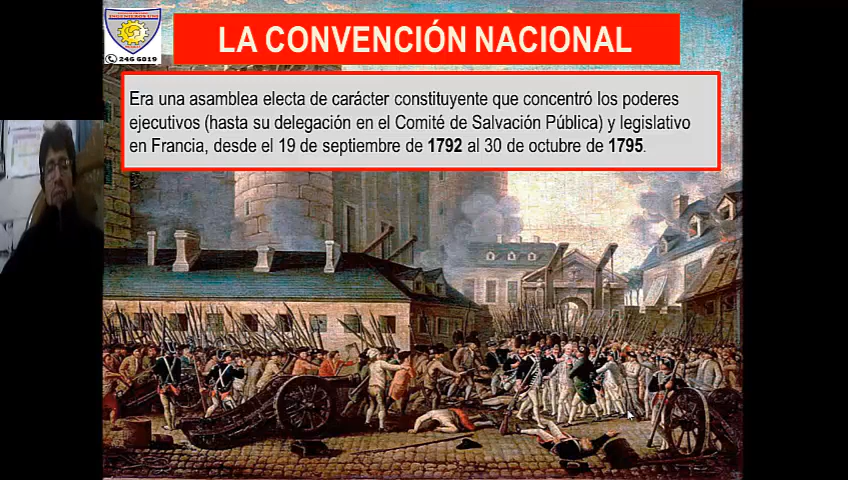 INGENIEROS UNI
246 6819
LA CONVENCIÓN NACIONAL
Era una asamblea electa de carácter constituyente que concentró los poderes
ejecutivos (hasta su delegación en el Comité de Salvación Pública) y legislativo
en Francia, desde el 19 de septiembre de 1792 al 30 de octubre de 1795.